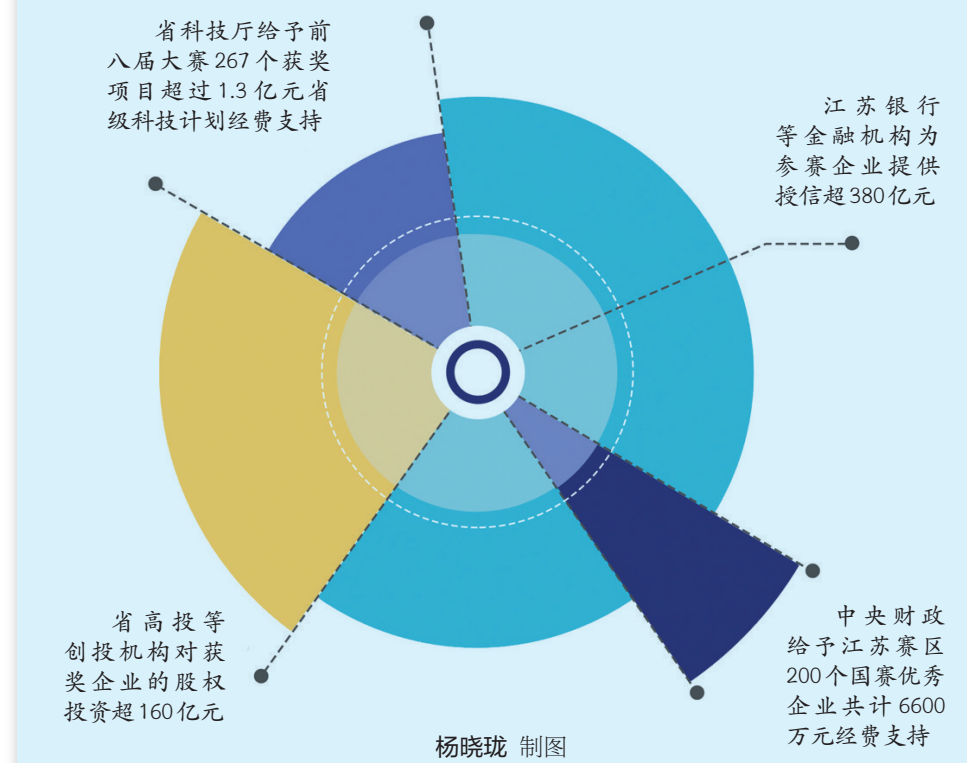 省科技厅给予前
八届大赛267个获奖
项目超过1.3亿元省
级科技计划经费支持
江苏银行
等金融机构为
参赛企业提供
授信超380亿元
省高投等
创投机构对获
奖企业的股权
投资超160亿元
中央财政
给予江苏赛区
200个国赛优秀
企业共计6600
万元经费支持
杨晓珑 制图